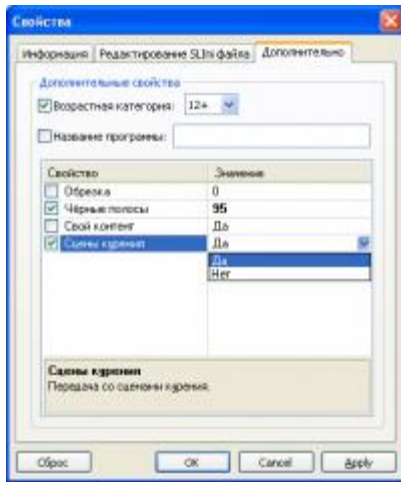 Свойства
Информация Редактирование SLIni файла Дополнительно
Дополнительные свойства
Возрастная категория: 12+
Название программы:
Свойство Значение
Обрезка 0
Чёрные полосы 95
Свой контент Да
Сцены курения Да
Да
Нет
Сцены курения
Передача со сценами курения.
Сброс OK Cancel Apply